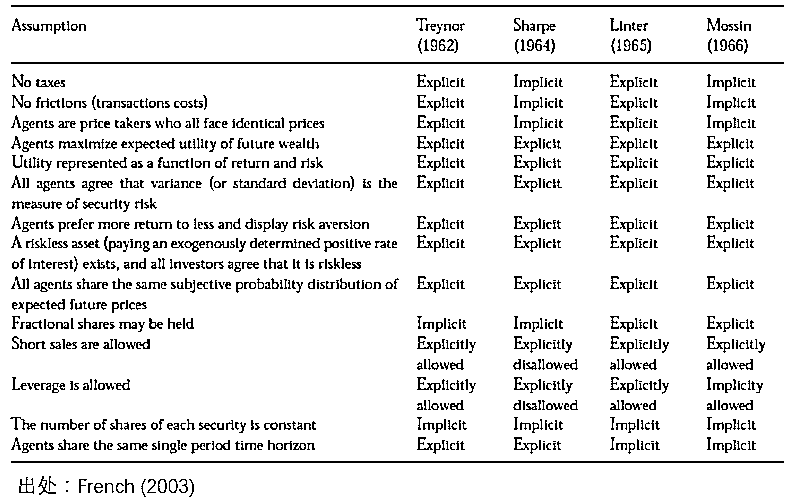 Assumption Treynor Sharpe Linter Mossin
(1962) (1964) (1965) (1966)
No taxes Explicit Implicit Explicit Implicit
No frictions (transactions costs) Explicit Implicit Explicit Implicit
Agents are price takers who all face identical prices Explicit Implicit Explicit Implicit
Agents maximize expected utility of future wealth Explicit Explicit Explicit Explicit
Utility represented as a function of return and risk Explicit Explicit Explicit Explicit
All agents agree that variance (or standard deviation) is the Explicit Explicit Explicit Explicit
measure of security risk
Agents prefer more return to less and display risk aversion Explicit Explicit Explicit Explicit
A riskless asset (paying an exogenously determined positive rate Explicit Explicit Explicit Explicit
of interest) exists, and all investors agree that it is riskless
All agents share the same subjective probability distribution of Explicit Explicit Explicit Explicit
expected future prices
Fractional shares may be held Implicit Implicit Explicit Explicit
Short sales are allowed Explicitly Explicitly Explicitly Explicitly
allowed disallowed allowed allowed
Leverage is allowed Explicitly Explicitly Explicitly Implicity
allowed disallowed allowed allowed
The number of shares of each security is constant Implicit Implicit Implicit Implicit
Agents share the same single period time horizon Explicit Explicit Implicit Implicit
出处：French (2003)